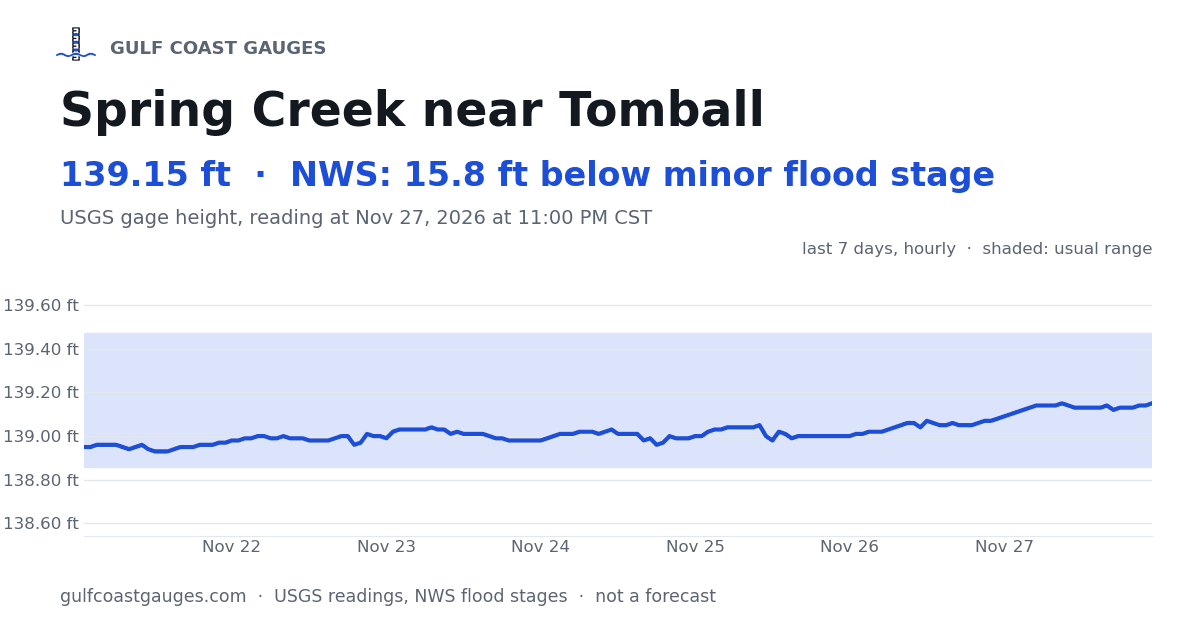 GULF COAST GAUGES
Spring Creek near Tomball
139.15 ft · NWS: 15.8 ft below minor flood stage
USGS gage height, reading at Nov 27, 2026 at 11:00 PM CST
last 7 days, hourly · shaded: usual range
139.60 ft
139.40 ft
139.20 ft
139.00 ft
138.80 ft
138.60 ft
Nov 22 Nov 23 Nov 24 Nov 25 Nov 26 Nov 27
gulfcoastgauges.com · USGS readings, NWS flood stages · not a forecast